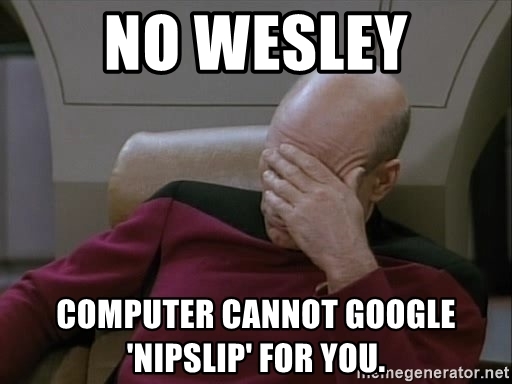 NO WESLEY
COMPUTER CANNOT GOOGLE
'NIPSLIP' FOR YOU.
memegenerator.net